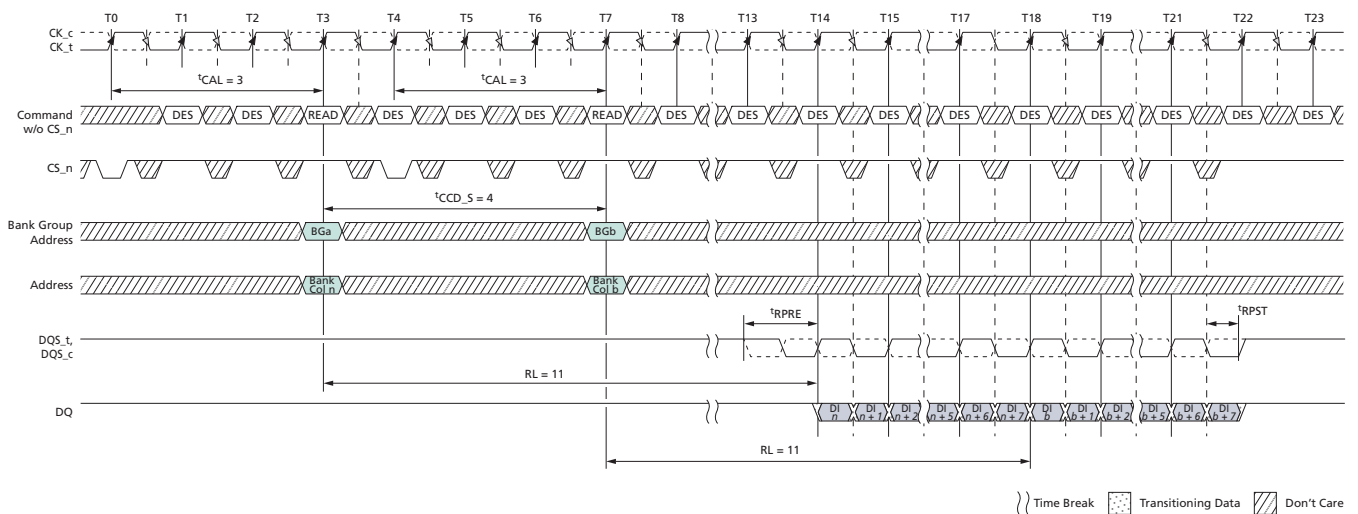 T0 T1 T2 T3 T4 T5 T6 T7 T8 T13 T14 T15 T17 T18 T19 T21 T22 T23
CK_c
CK_t
tCAL = 3 tCAL = 3
Command
w/o CS_n
DES DES READ DES DES DES READ DES DES DES DES DES DES DES DES DES DES
CS_n
tCCD_S = 4
Bank Group
Address
BGa BGb
Address
Bank
Col n
Bank
Col b
tRPRE tRPST
DQS_t,
DQS_c
RL = 11
DQ
DI
n
DI
n + 1
DI
n + 2
DI
n + 5
DI
n + 6
DI
n + 7
DI
b
DI
b + 1
DI
b + 2
DI
b + 5
DI
b + 6
DI
b + 7
RL = 11
Time Break Transitioning Data Don't Care